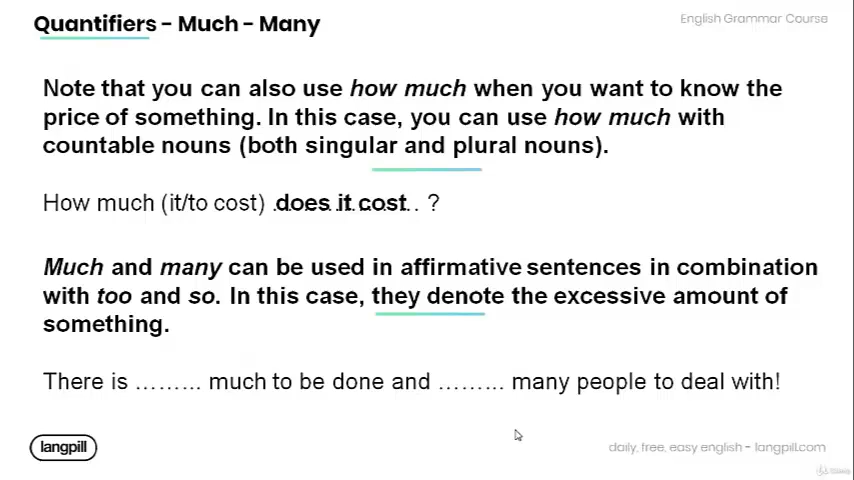 Quantifiers - Much - Many
English Grammar Course
Note that you can also use how much when you want to know the
price of something. In this case, you can use how much with
countable nouns (both singular and plural nouns).
How much (it/to cost) .does.it.cost.. ?
Much and many can be used in affirmative sentences in combination
with too and so. In this case, they denote the excessive amount of
something.
There is ……… much to be done and ……… many people to deal with!
langpill
daily, free, easy english - langpill.com
Udemy